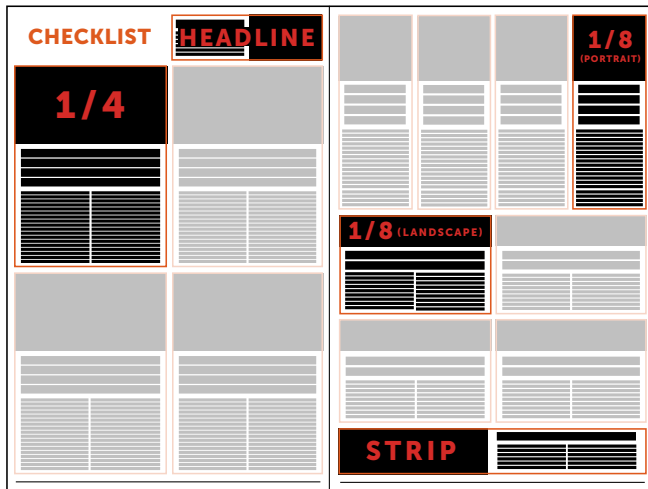 CHECKLIST
HEADLINE
1/4
1/8
(PORTRAIT)
1/8 (LANDSCAPE)
STRIP